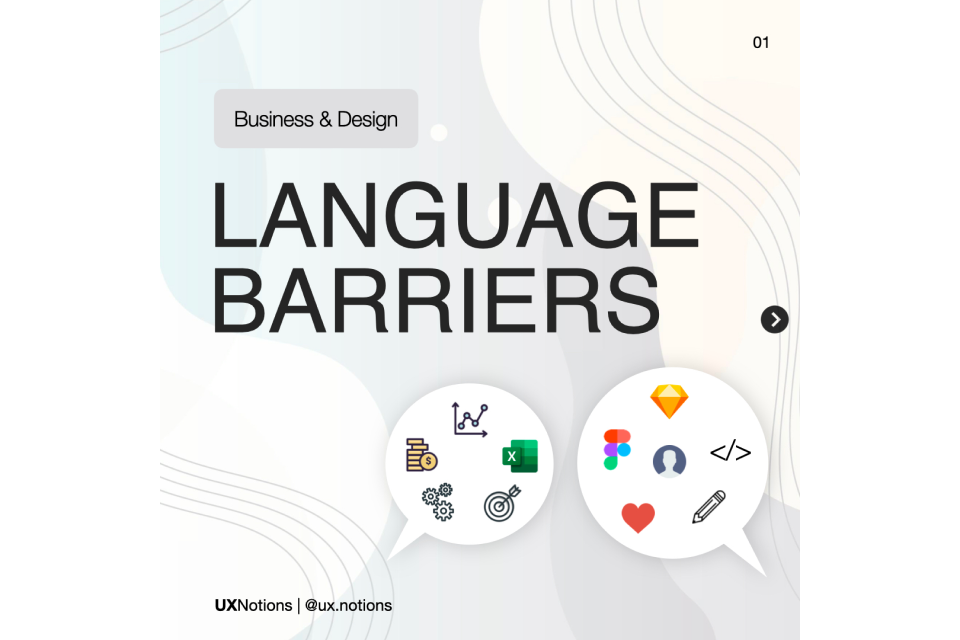 01
Business & Design
LANGUAGE
BARRIERS
$
X
</>
UXNotions | @ux.notions